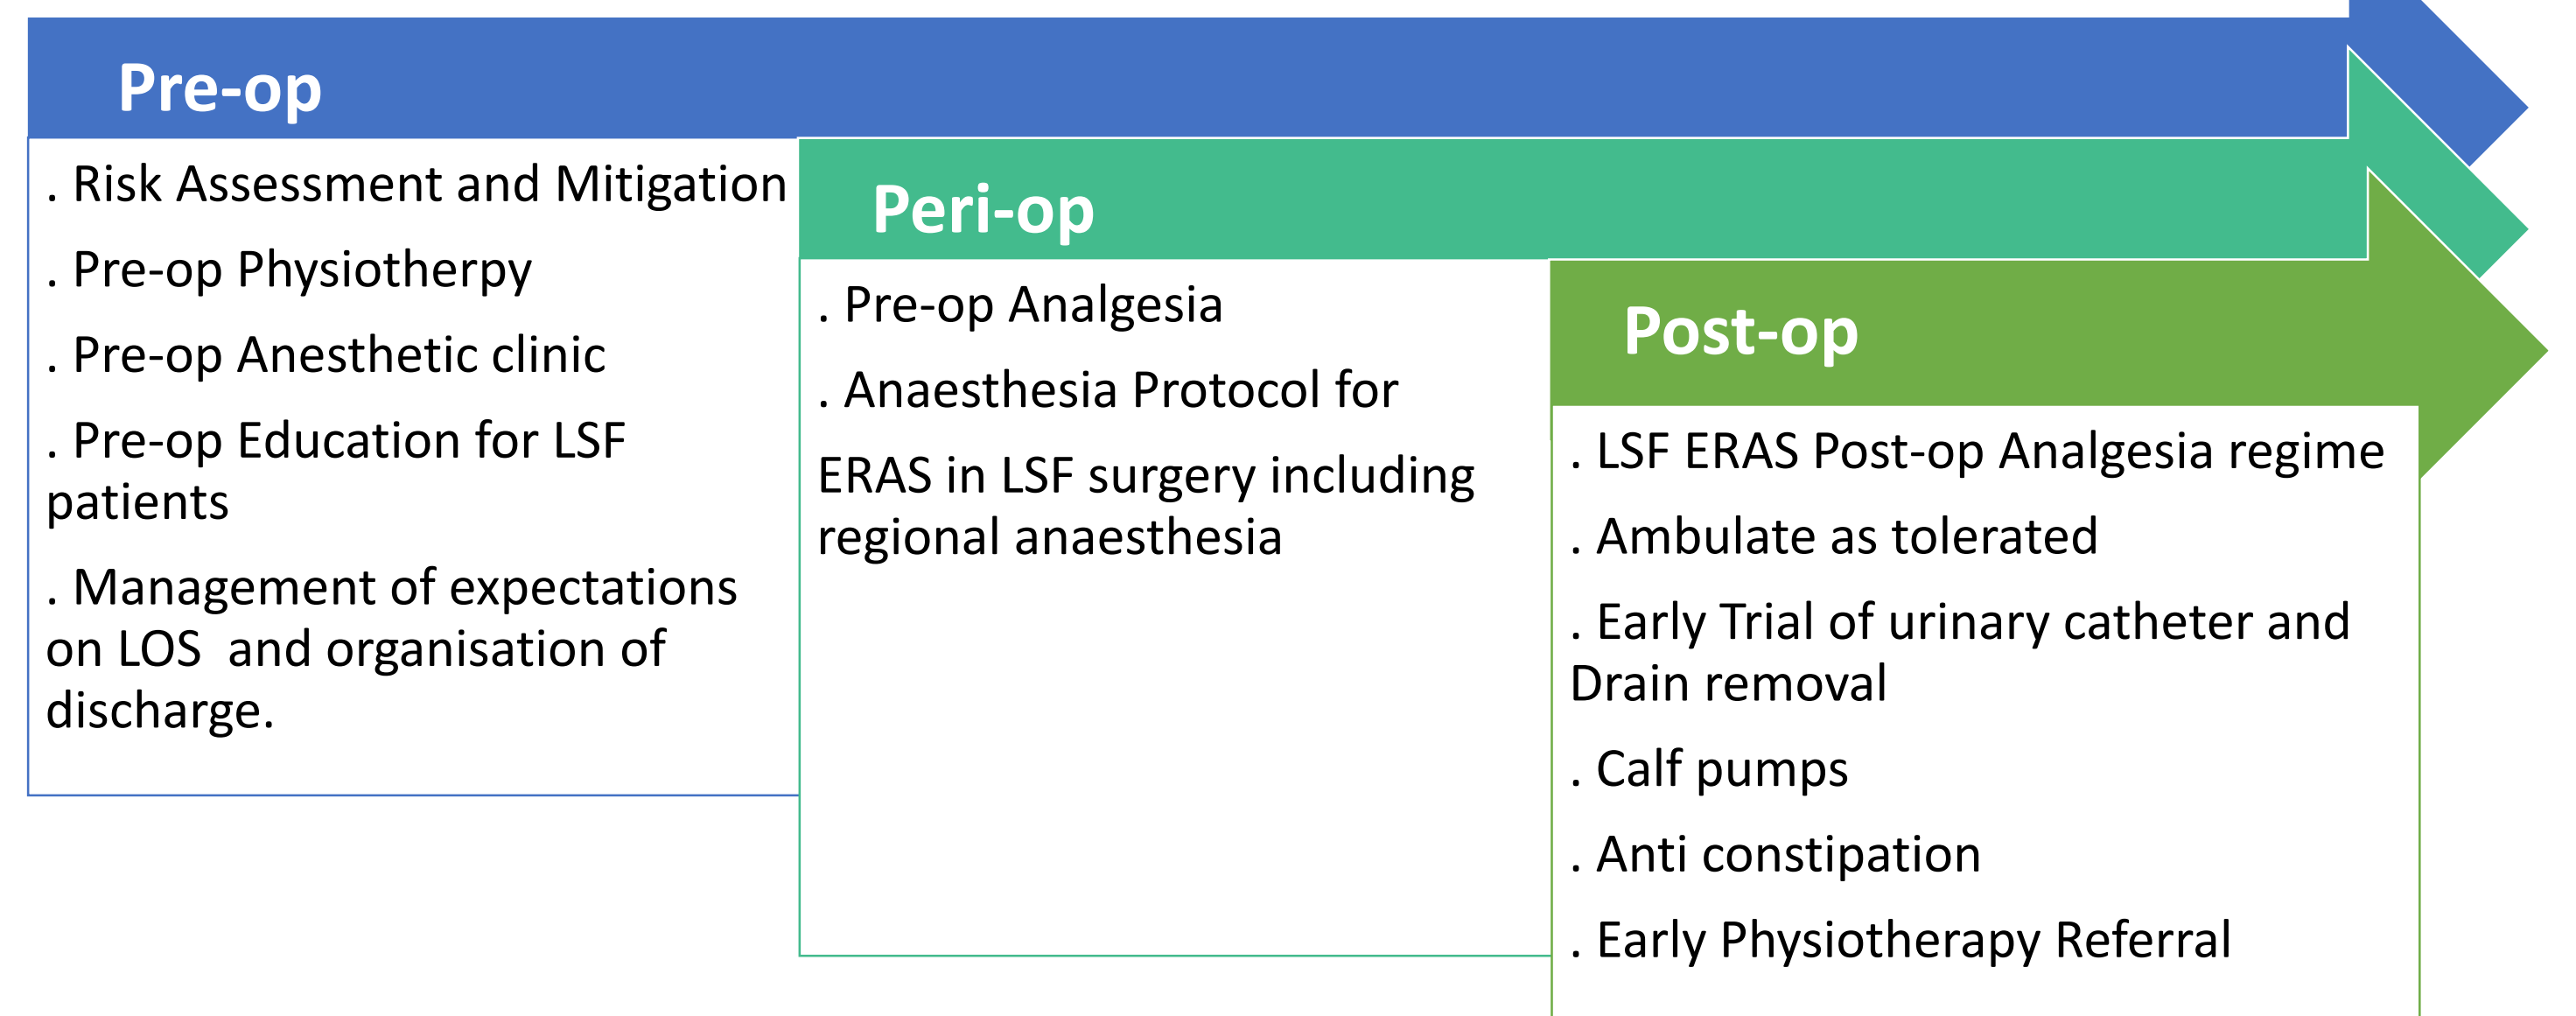 Pre-op
. Risk Assessment and Mitigation
. Pre-op Physiotherpy
. Pre-op Anesthetic clinic
. Pre-op Education for LSF
patients
. Management of expectations
on LOS  and organisation of
discharge.
Peri-op
. Pre-op Analgesia
. Anaesthesia Protocol for
ERAS in LSF surgery including
regional anaesthesia
Post-op
. LSF ERAS Post-op Analgesia regime
. Ambulate as tolerated
. Early Trial of urinary catheter and
Drain removal
. Calf pumps
. Anti constipation
. Early Physiotherapy Referral